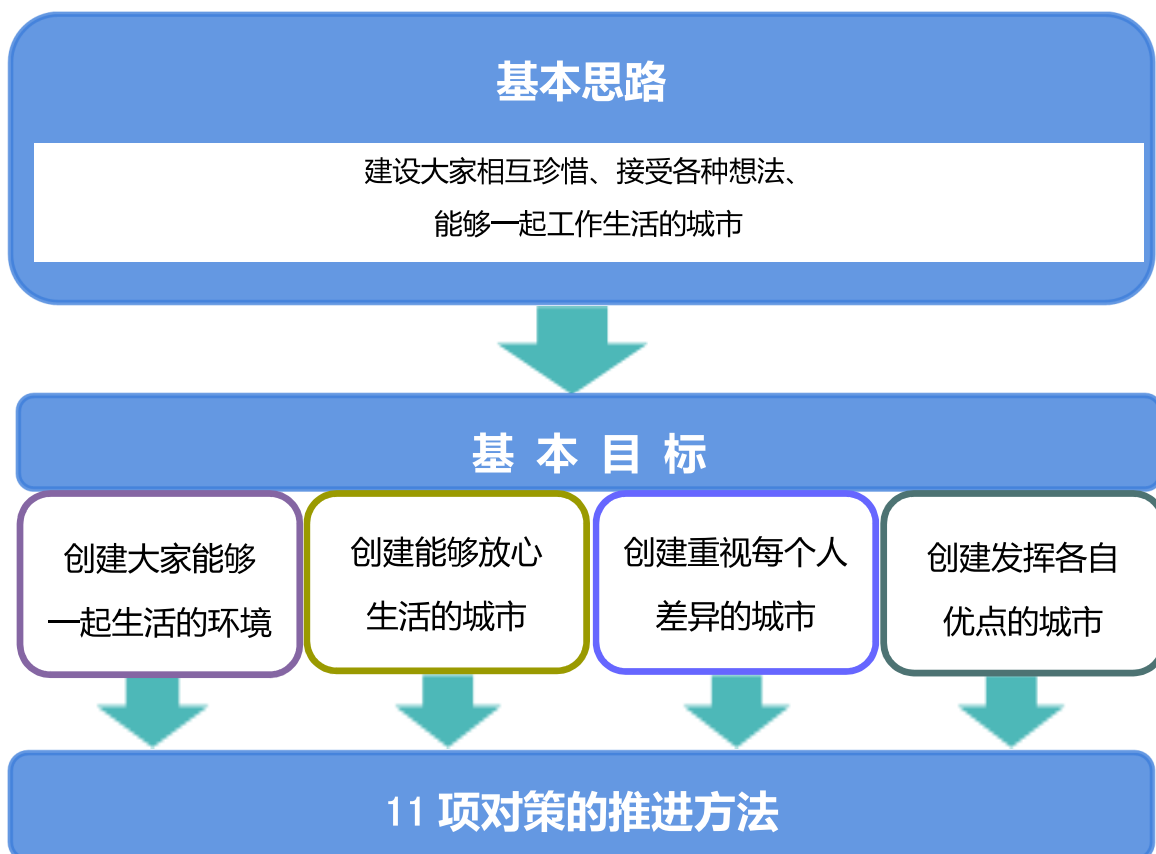 基本思路
建设大家相互珍惜、接受各种想法、
能够一起工作生活的城市
基 本 目 标
创建大家能够
一起生活的环境
创建能够放心
生活的城市
创建重视每个人
差异的城市
创建发挥各自
优点的城市
11 项对策的推进方法